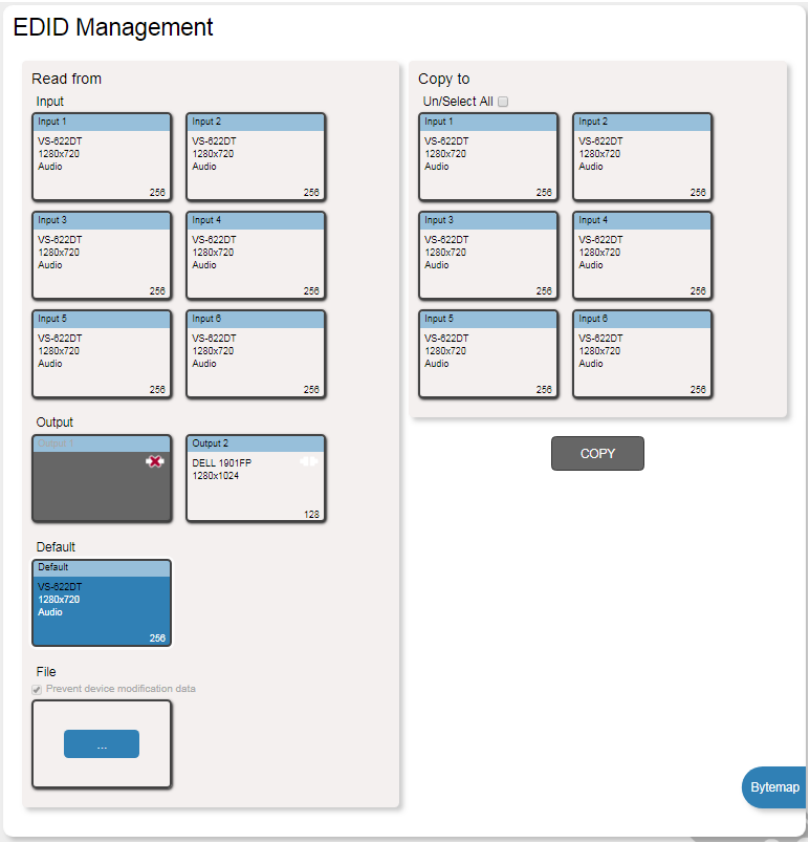 EDID Management
Read from
Input
Input 1
VS-622DT
1280x720
Audio
256
Input 2
VS-622DT
1280x720
Audio
256
Input 3
VS-622DT
1280x720
Audio
256
Input 4
VS-622DT
1280x720
Audio
256
Input 5
VS-622DT
1280x720
Audio
256
Input 6
VS-622DT
1280x720
Audio
256
Output
Output 1
Output 2
DELL 1901FP
1280x1024
128
Default
Default
VS-622DT
1280x720
Audio
256
File
Prevent device modification data
...
Copy to
Un/Select All
Input 1
VS-622DT
1280x720
Audio
256
Input 2
VS-622DT
1280x720
Audio
256
Input 3
VS-622DT
1280x720
Audio
256
Input 4
VS-622DT
1280x720
Audio
256
Input 5
VS-622DT
1280x720
Audio
256
Input 6
VS-622DT
1280x720
Audio
256
COPY
Bytemap